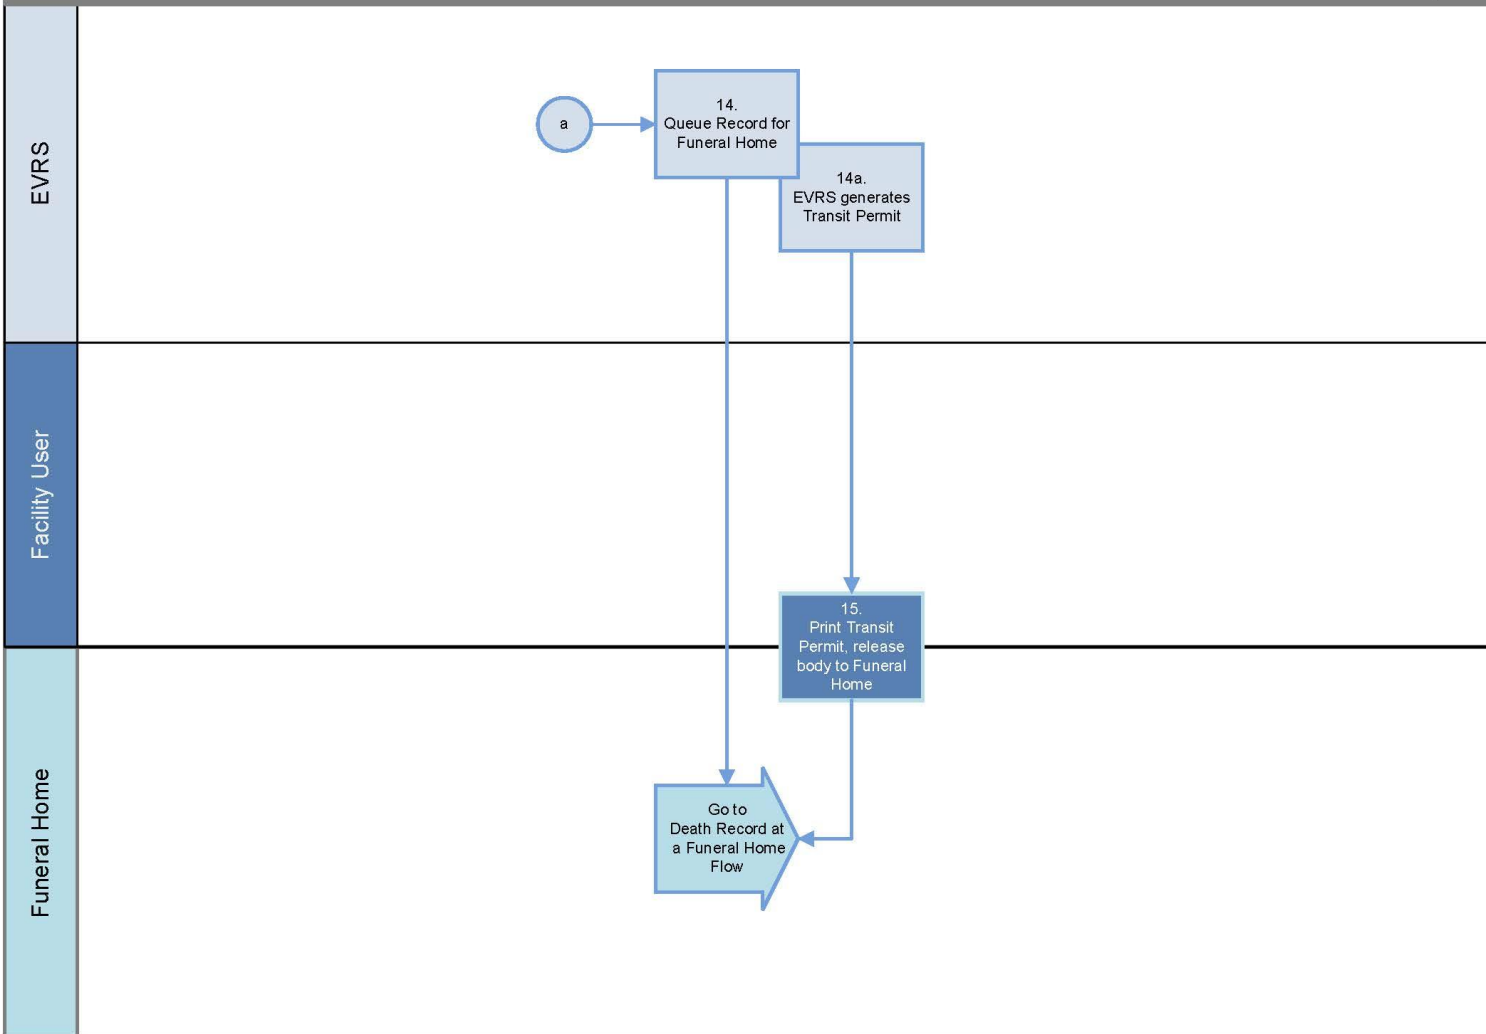 EVRS
a
14.
Queue Record for
Funeral Home
14a.
EVRS generates
Transit Permit
Facility User
15.
Print Transit
Permit, release
body to Funeral
Home
Funeral Home
Go to
Death Record at
a Funeral Home
Flow